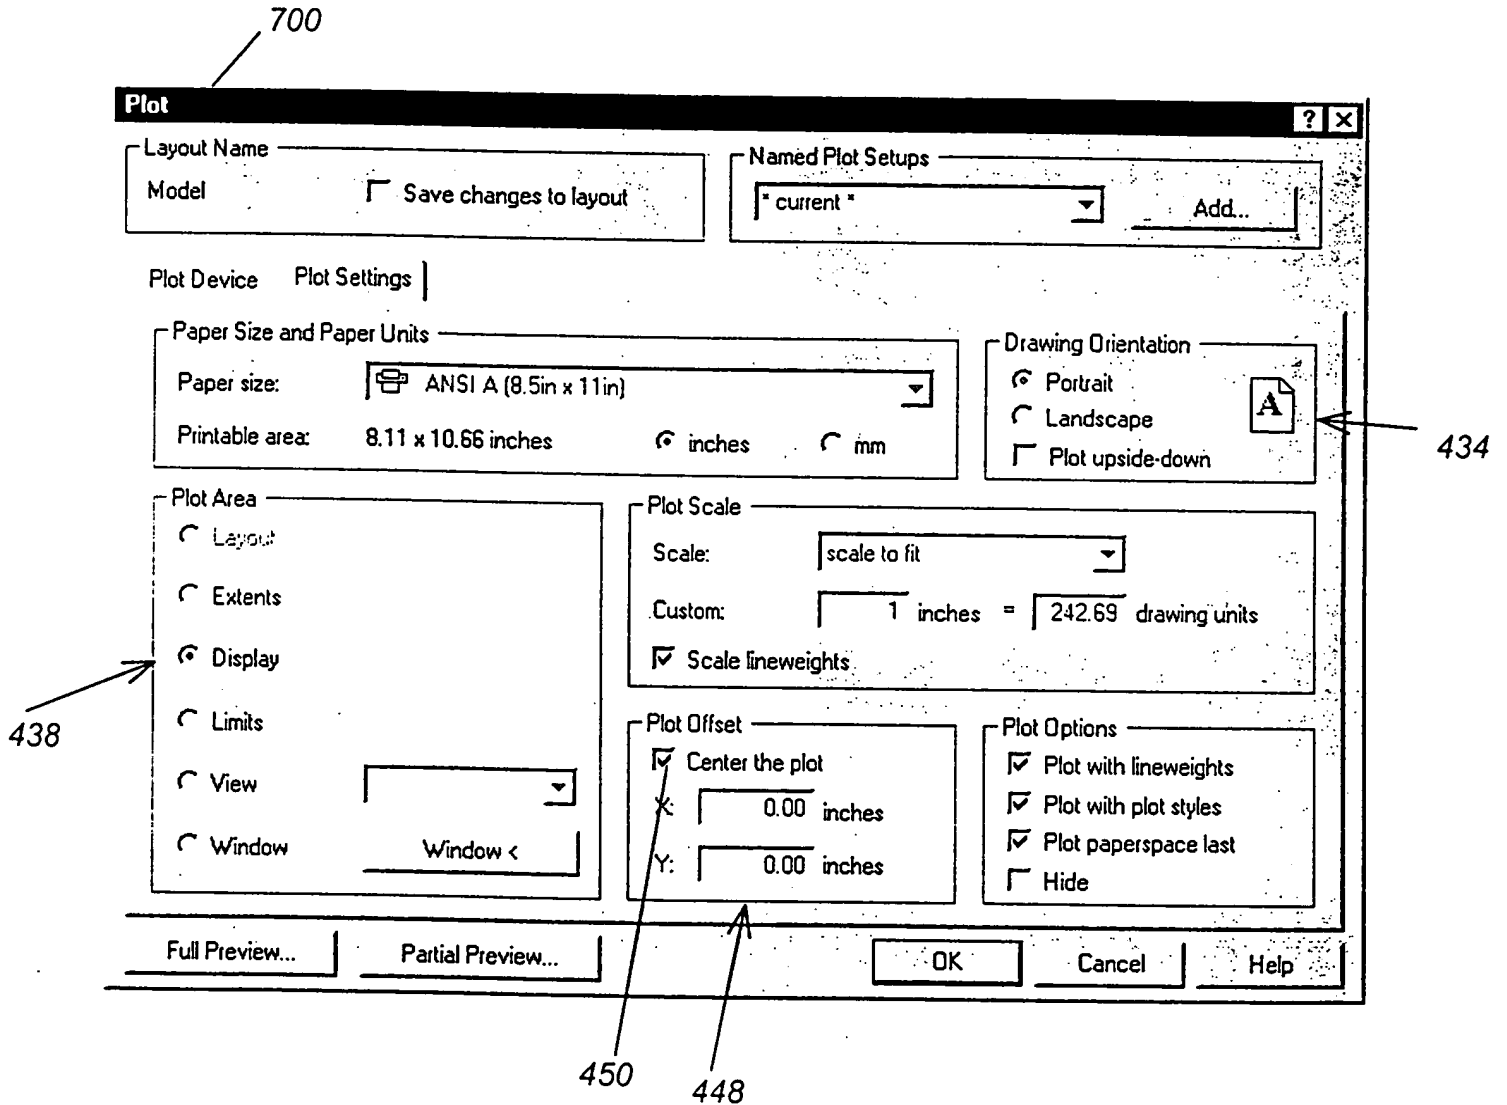 700
Plot ? ×
Layout Name
Model Save changes to layout
Named Plot Setups
* current * Add...
Plot Device Plot Settings
Paper Size and Paper Units
Paper size: ANSI A (8.5in x 11in)
Printable area: 8.11 x 10.66 inches inches mm
Drawing Orientation
Portrait
A
Landscape
Plot upside-down
434
Plot Area
Layout
Extents
Display
Limits
View
Window Window <
438
Plot Scale
Scale: scale to fit
Custom: 1 inches = 242.69 drawing units
Scale lineweights
Plot Offset
Center the plot
X: 0.00 inches
Y: 0.00 inches
Plot Options
Plot with lineweights
Plot with plot styles
Plot paperspace last
Hide
Full Preview... Partial Preview... OK Cancel Help
450
448